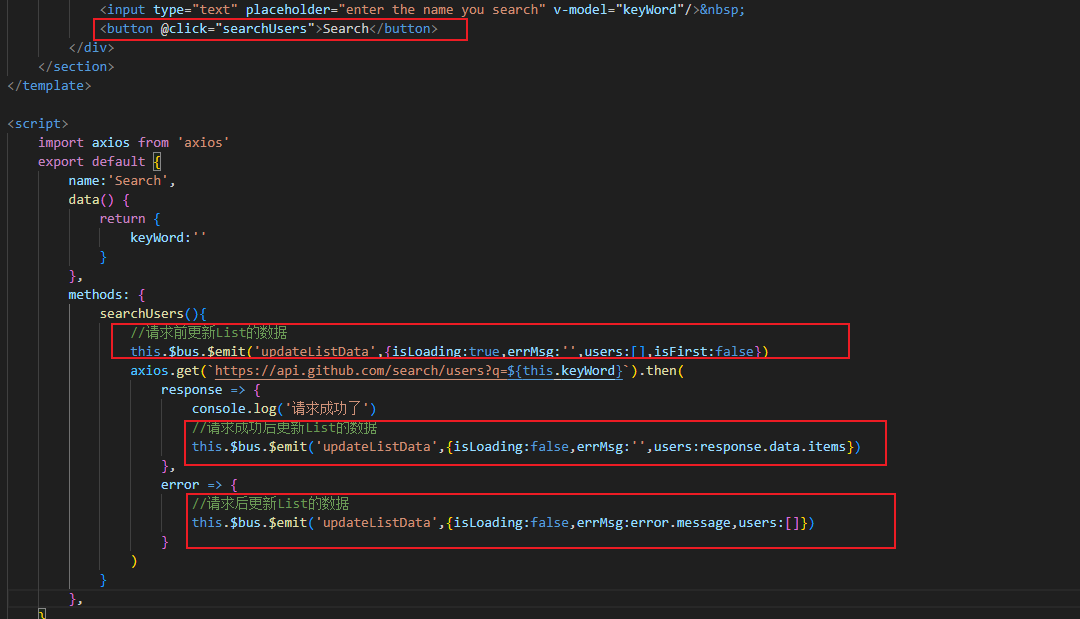 <input type="text" placeholder="enter the name you search" v-model="keyWord"/>&nbsp;
<button @click="searchUsers">Search</button>
</div>
</section>
</template>
<script>
import axios from 'axios'
export default {
name:'Search',
data() {
return {
keyWord:''
}
},
methods: {
searchUsers(){
//请求前更新List的数据
this.$bus.$emit('updateListData',{isLoading:true,errMsg:'',users:[],isFirst:false})
axios.get(`https://api.github.com/search/users?q=${this.keyWord}`).then(
response => {
console.log('请求成功了')
//请求成功后更新List的数据
this.$bus.$emit('updateListData',{isLoading:false,errMsg:'',users:response.data.items})
},
error => {
//请求后更新List的数据
this.$bus.$emit('updateListData',{isLoading:false,errMsg:error.message,users:[]})
}
)
}
},
}